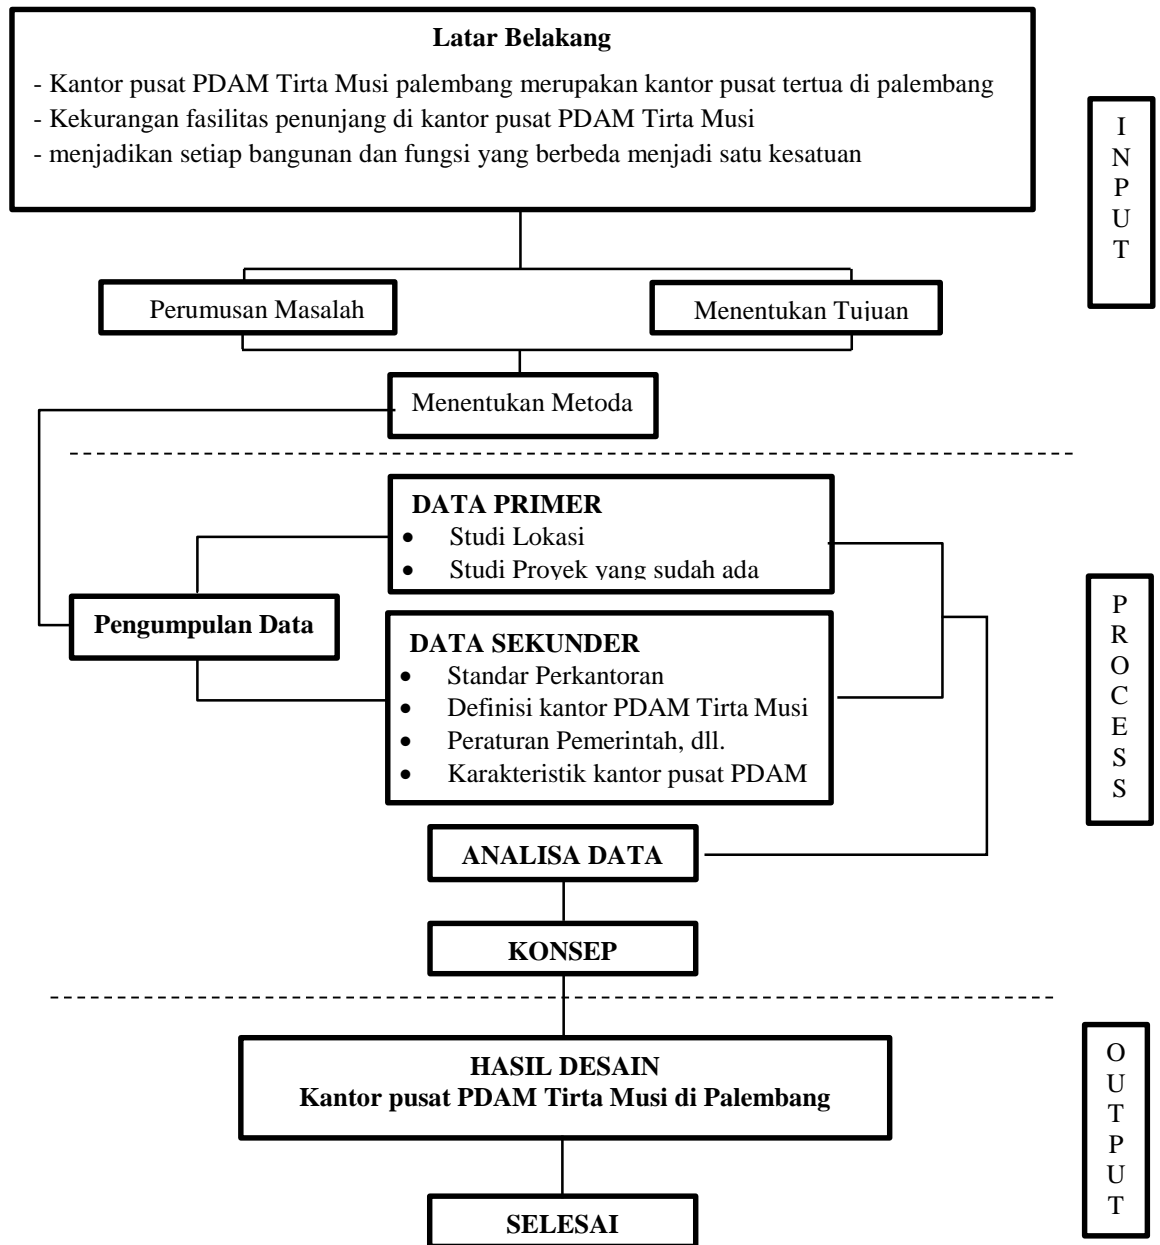 Latar Belakang
- Kantor pusat PDAM Tirta Musi palembang merupakan kantor pusat tertua di palembang
- Kekurangan fasilitas penunjang di kantor pusat PDAM Tirta Musi
- menjadikan setiap bangunan dan fungsi yang berbeda menjadi satu kesatuan
I
N
P
U
T
Perumusan Masalah
Menentukan Tujuan
Menentukan Metoda
DATA PRIMER
• Studi Lokasi
• Studi Proyek yang sudah ada
Pengumpulan Data
DATA SEKUNDER
• Standar Perkantoran
• Definisi kantor PDAM Tirta Musi
• Peraturan Pemerintah, dll.
• Karakteristik kantor pusat PDAM
P
R
O
C
E
S
S
ANALISA DATA
KONSEP
HASIL DESAIN
Kantor pusat PDAM Tirta Musi di Palembang
O
U
T
P
U
T
SELESAI